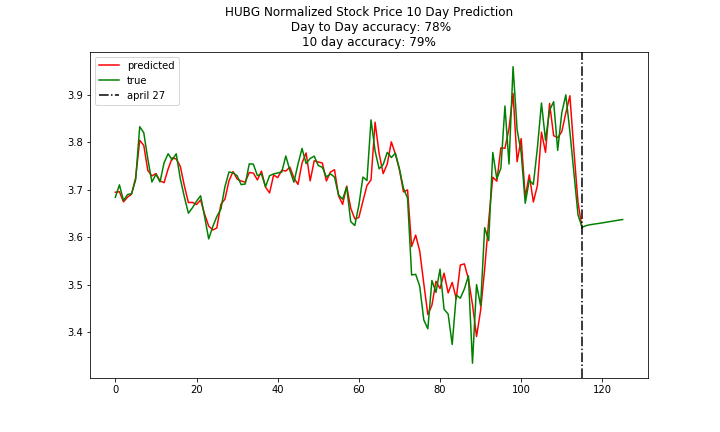 HUBG Normalized Stock Price 10 Day Prediction
Day to Day accuracy: 78%
10 day accuracy: 79%
predicted
true
april 27
3.9
3.8
3.7
3.6
3.5
3.4
0 20 40 60 80 100 120